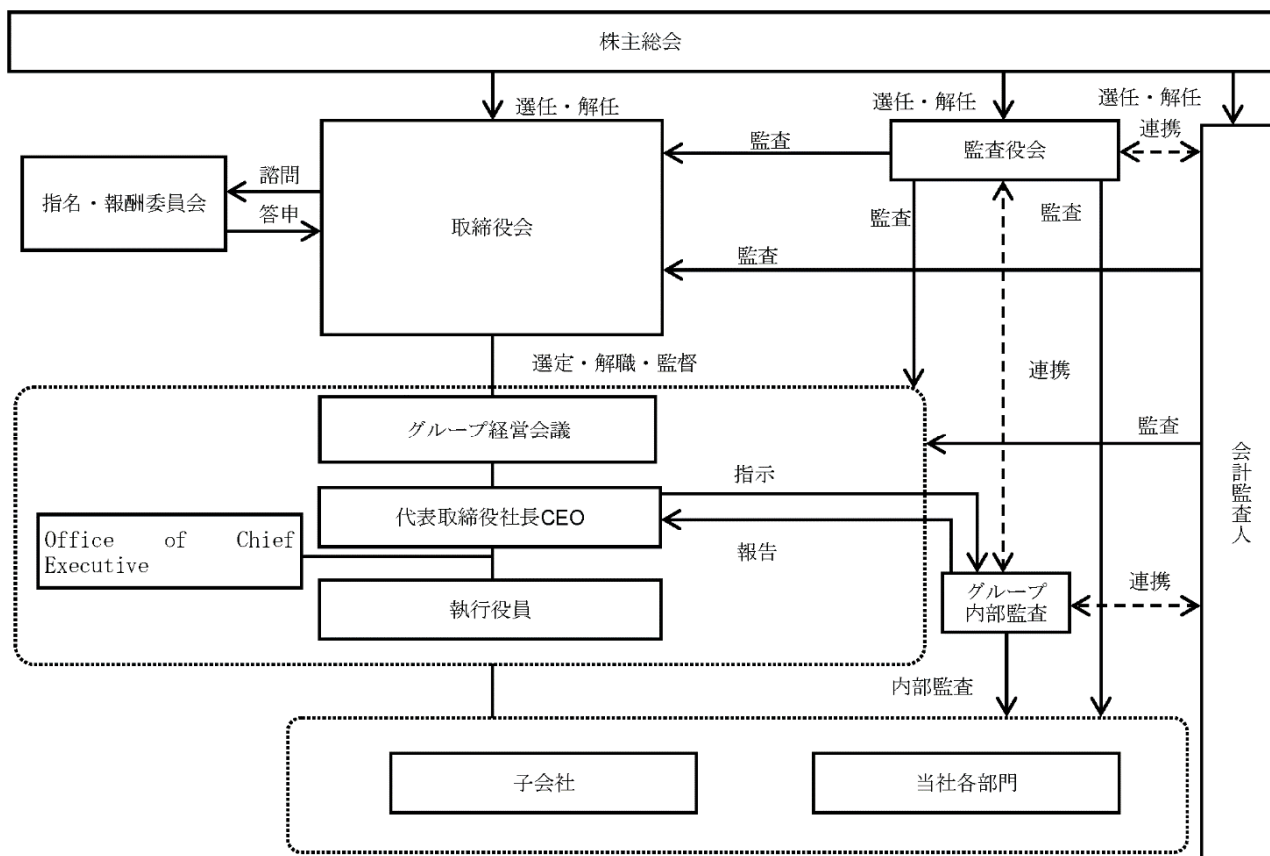 株主総会
選任・解任
選任・解任
選任・解任
連携
監査
監査役会
諮問
指名・報酬委員会
答申
取締役会
監査
監査
監査
選定・解職・監督
連携
グループ経営会議
監査
指示
代表取締役社長CEO
会計監査人
Office of Chief
Executive
報告
執行役員
グループ
内部監査
連携
内部監査
子会社
当社各部門